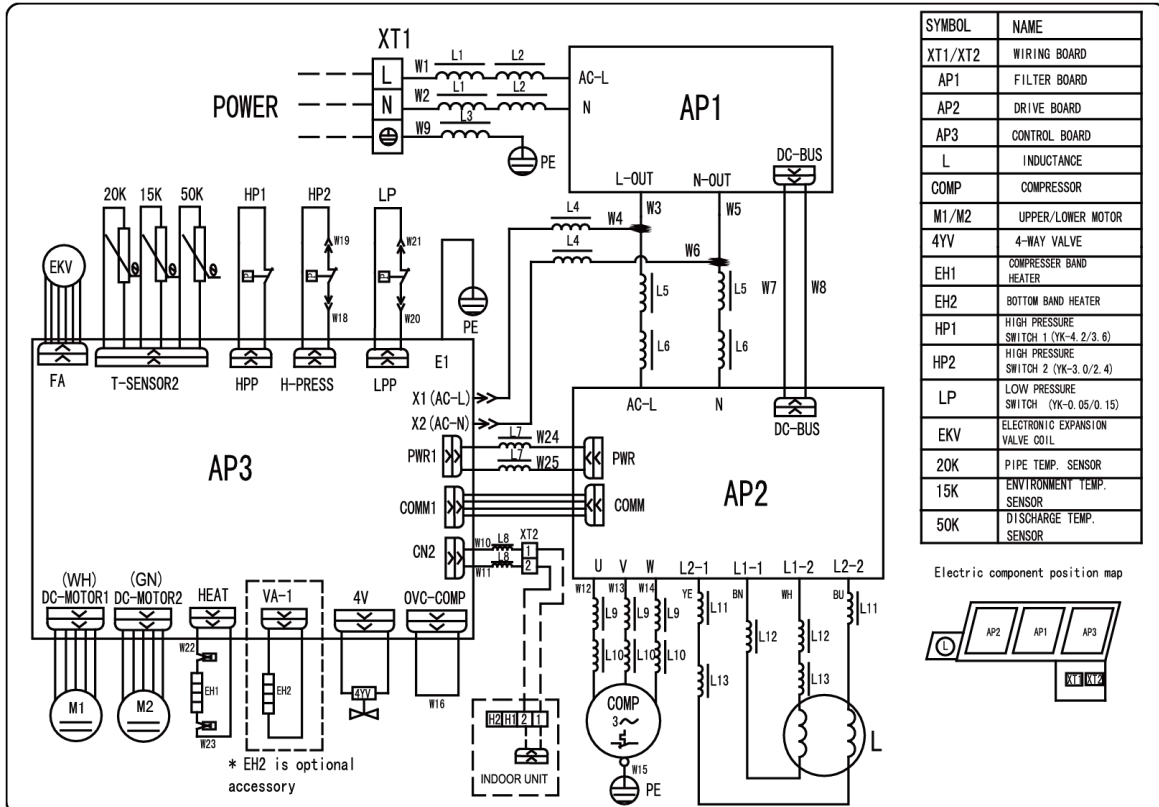 XT1
POWER
L
N
W1 L1 L2
W2 L1 L2
W9 L3
PE
AC-L
N
AP1
DC-BUS
L-OUT N-OUT
W3 W5
L4 W4
L4 W6
L5 L5
L6 L6
W7 W8
20K 15K 50K HP1 HP2 LP
EKV
W19 W21
W18 W20
PE
FA T-SENSOR2 HPP H-PRESS LPP E1
X1(AC-L)
X2(AC-N)
AP3
PWR1 L7 W24 PWR
L7 W25
COMM1 COMM
CN2 W10 L8 XT2
W11 L8
1
2
AC-L N DC-BUS
AP2
U V W L2-1 L1-1 L1-2 L2-2
W12 W13 W14 YE BN WH BU
L9 L9 L9 L11 L11
L10 L10 L10 L12 L12
L13 L13
COMP
3~
W15
PE
L
(WH) (GN)
DC-MOTOR1 DC-MOTOR2 HEAT VA-1 4V OVC-COMP
W22
EH1 EH2 4YV
W16
M1 M2
W23
* EH2 is optional
accessory
H2 H1 2 1
INDOOR UNIT
SYMBOL NAME
XT1/XT2 WIRING BOARD
AP1 FILTER BOARD
AP2 DRIVE BOARD
AP3 CONTROL BOARD
L INDUCTANCE
COMP COMPRESSOR
M1/M2 UPPER/LOWER MOTOR
4YV 4-WAY VALVE
EH1 COMPRESSER BAND
HEATER
EH2 BOTTOM BAND HEATER
HP1 HIGH PRESSURE
SWITCH 1 (YK-4.2/3.6)
HP2 HIGH PRESSURE
SWITCH 2 (YK-3.0/2.4)
LP LOW PRESSURE
SWITCH (YK-0.05/0.15)
EKV ELECTRONIC EXPANSION
VALVE COIL
20K PIPE TEMP. SENSOR
15K ENVIRONMENT TEMP.
SENSOR
50K DISCHARGE TEMP.
SENSOR
Electric component position map
L AP2 AP1 AP3
XT1 XT2